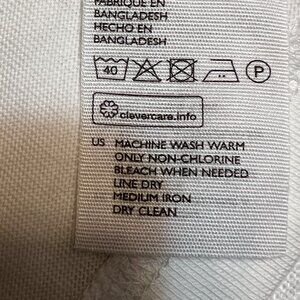 FABRIQUE EN
BANGLADESH
HECHO EN
BANGLADESH
40 P
clevercare.info
US MACHINE WASH WARM
ONLY NON-CHLORINE
BLEACH WHEN NEEDED
LINE DRY
MEDIUM IRON
DRY CLEAN